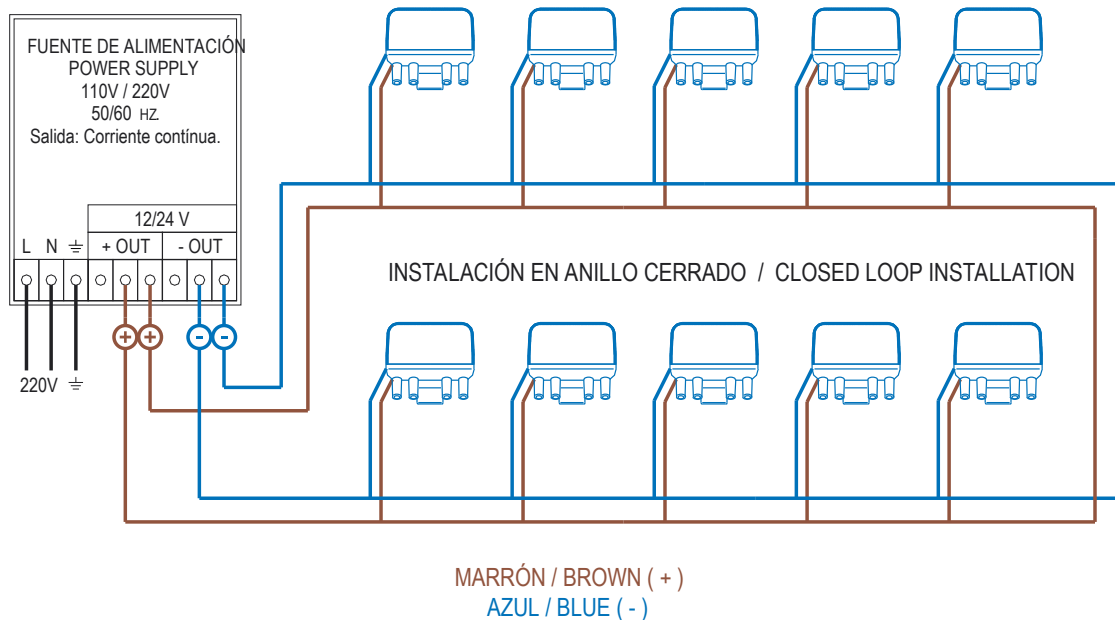 FUENTE DE ALIMENTACIÓN
POWER SUPPLY
110V / 220V
50/60 HZ.
Salida: Corriente contínua.
12/24 V
L N ⏚ + OUT - OUT
+ + - -
220V ⏚
INSTALACIÓN EN ANILLO CERRADO / CLOSED LOOP INSTALLATION
MARRÓN / BROWN ( + )
AZUL / BLUE ( - )